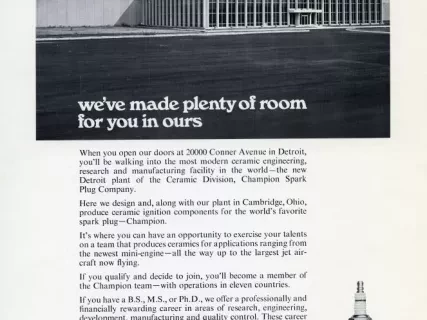 we've made plenty of room
for you in ours
When you open our doors at 20000 Conner Avenue in Detroit,
you'll be walking into the most modern ceramic engineering,
research and manufacturing facility in the world—the new
Detroit plant of the Ceramic Division, Champion Spark
Plug Company.
Here we design and, along with our plant in Cambridge, Ohio,
produce ceramic ignition components for the world's favorite
spark plug—Champion.
It's where you can have an opportunity to exercise your talents
on a team that produces ceramics for applications ranging from
the newest mini-engine—all the way up to the largest jet air-
craft now flying.
If you qualify and decide to join, you'll become a member of
the Champion team—with operations in eleven countries.
If you have a B.S., M.S., or Ph.D., we offer a professionally and
financially rewarding career in areas of research, engineering,
development, manufacturing and quality control. These career